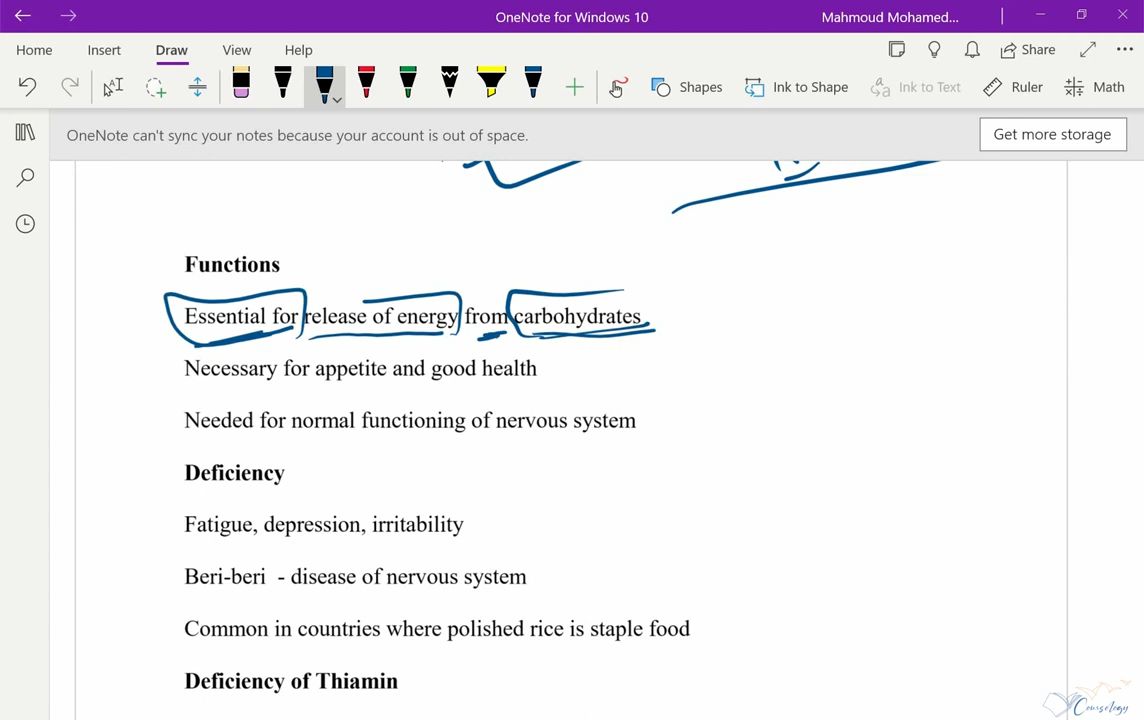 OneNote for Windows 10
Mahmoud Mohamed...
Home Insert Draw View Help Share
Shapes Ink to Shape Ink to Text Ruler Math
OneNote can't sync your notes because your account is out of space.
Get more storage
Functions
Essential for release of energy from carbohydrates
Necessary for appetite and good health
Needed for normal functioning of nervous system
Deficiency
Fatigue, depression, irritability
Beri-beri - disease of nervous system
Common in countries where polished rice is staple food
Deficiency of Thiamin
Courselogy